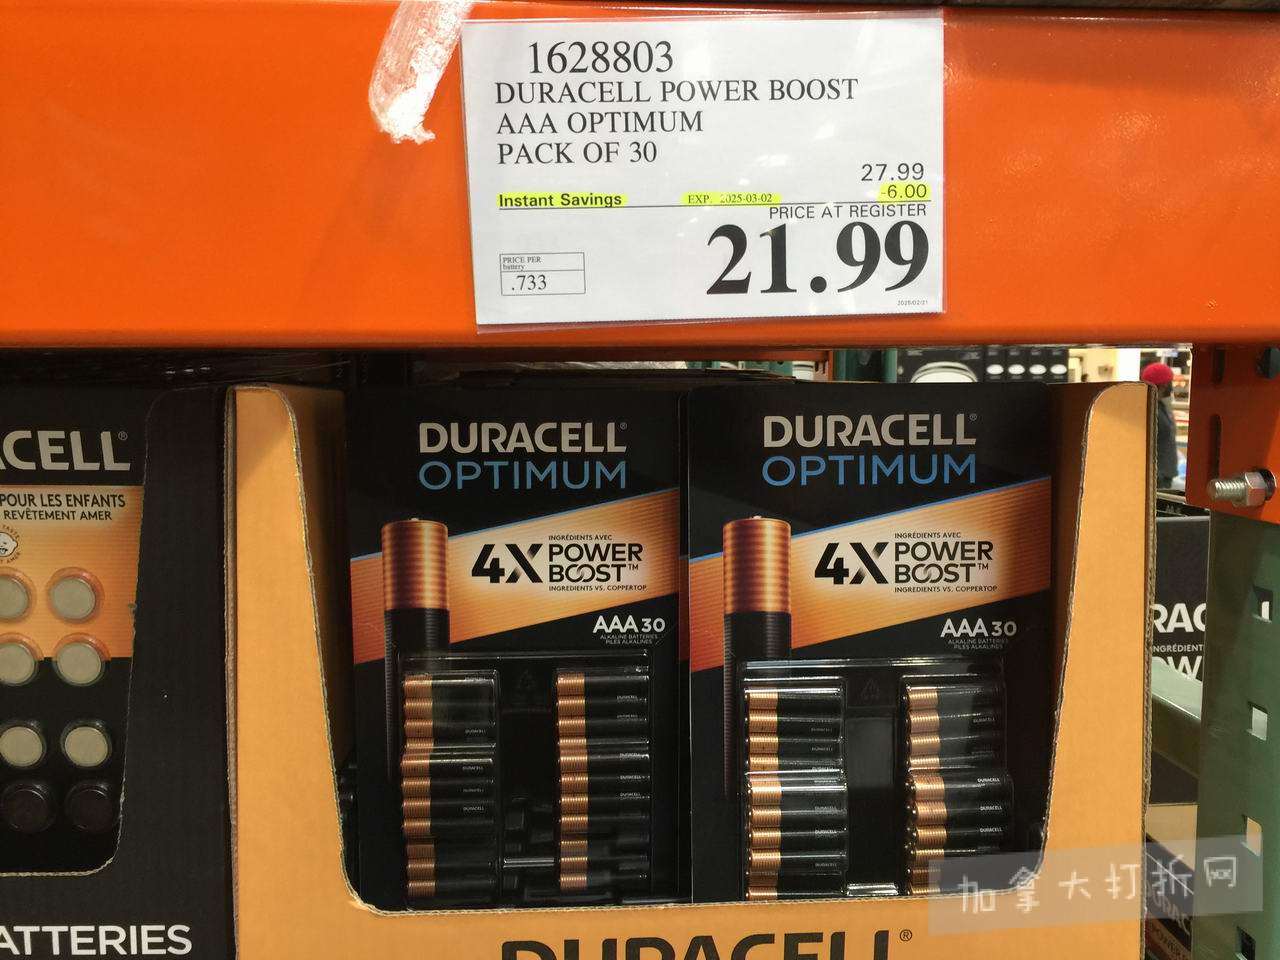 1628803
DURACELL POWER BOOST
AAA OPTIMUM
PACK OF 30
27.99
Instant Savings EXP. 2025-03-02 -6.00
PRICE AT REGISTER
21.99
PRICE PER
battery
.733
2025/02/21
ACELL®
POUR LES ENFANTS
REVÊTEMENT AMER
ATTERIES
DURACELL®
OPTIMUM
INGRÉDIENTS AVEC
4X POWER
BOOST™
INGREDIENTS VS. COPPERTOP
AAA 30
ALKALINE BATTERIES
PILES ALCALINES
DURACELL®
OPTIMUM
INGRÉDIENTS AVEC
4X POWER
BOOST™
INGREDIENTS VS. COPPERTOP
AAA 30
ALKALINE BATTERIES
PILES ALCALINES
DURACELL®
加拿大打折网